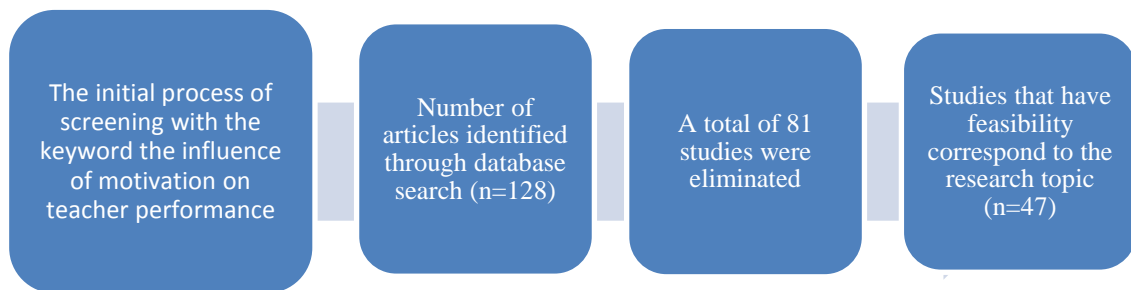 The initial process of
screening with the
keyword the influence
of motivation on
teacher performance
Number of
articles identified
through database
search (n=128)
A total of 81
studies were
eliminated
Studies that have
feasibility
correspond to the
research topic
(n=47)